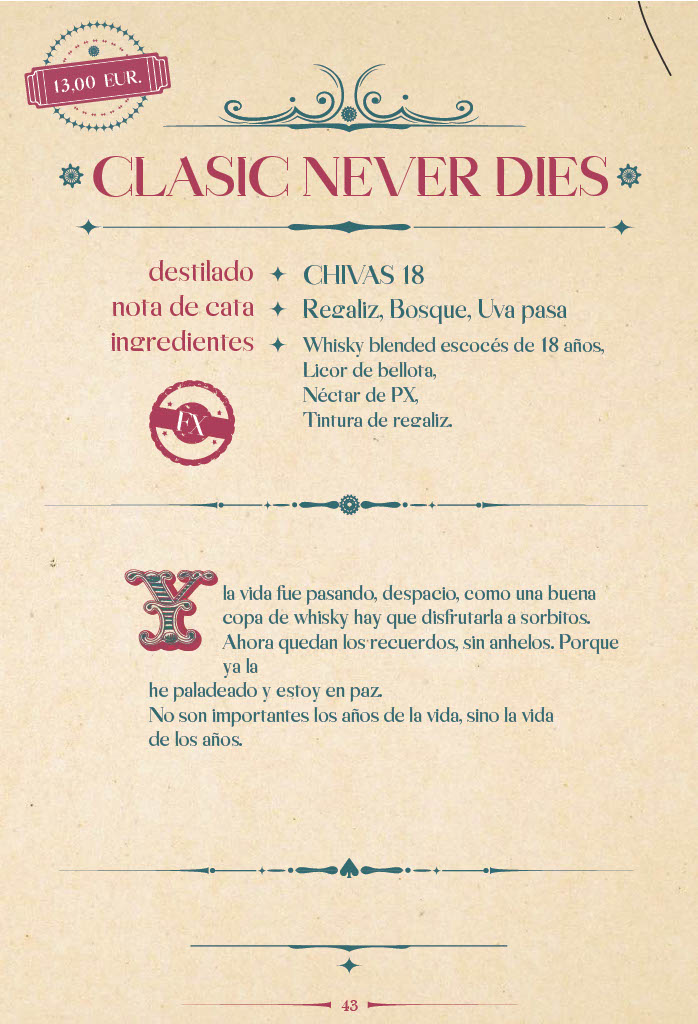 13,00 EUR.
CLASIC NEVER DIES
destilado ✦ CHIVAS 18
nota de cata ✦ Regaliz, Bosque, Uva pasa
ingredientes ✦ Whisky blended escocés de 18 años,
Licor de bellota,
Néctar de PX,
Tintura de regaliz.
FX
Y la vida fue pasando, despacio, como una buena
copa de whisky hay que disfrutarla a sorbitos.
Ahora quedan los recuerdos, sin anhelos. Porque
ya la
he paladeado y estoy en paz.
No son importantes los años de la vida, sino la vida
de los años.
43